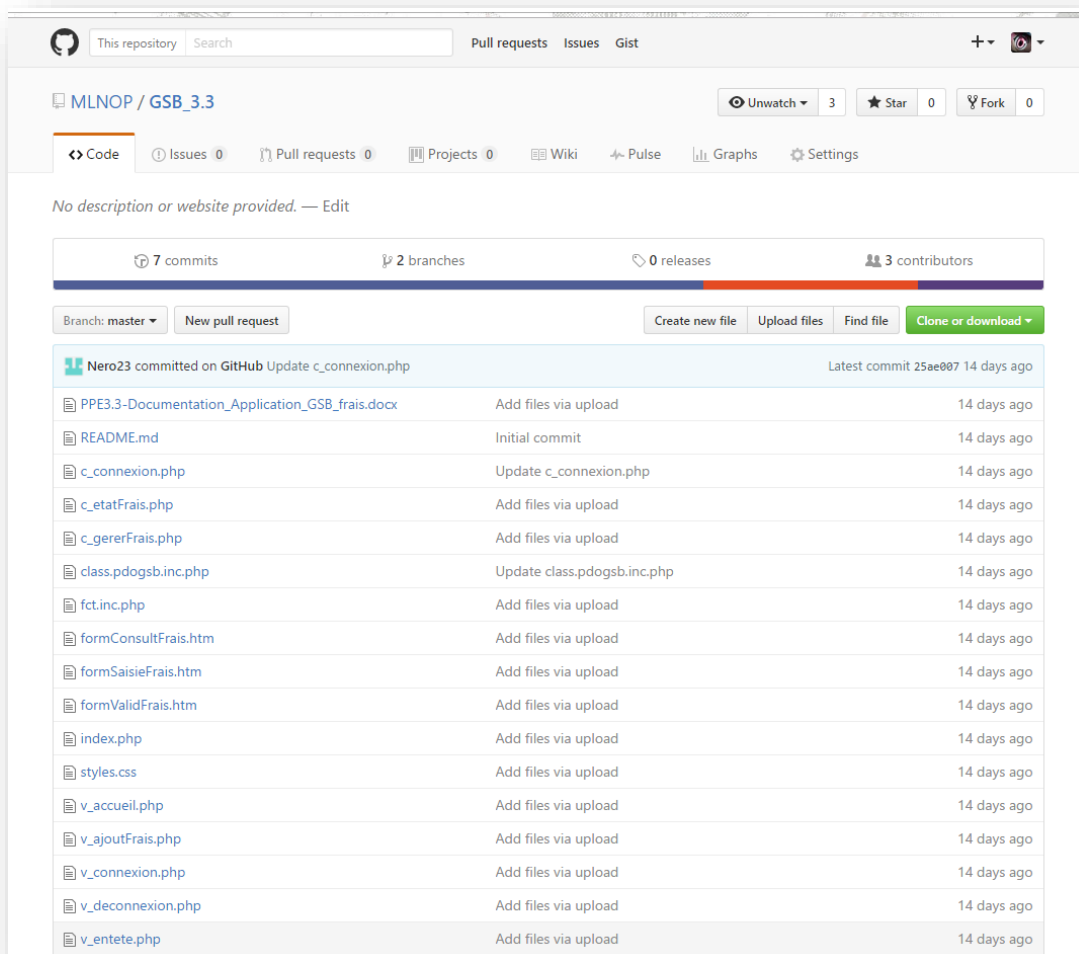 This repository Search Pull requests Issues Gist
MLNOP / GSB_3.3 Unwatch 3 Star 0 Fork 0
Code Issues 0 Pull requests 0 Projects 0 Wiki Pulse Graphs Settings
No description or website provided. — Edit
7 commits 2 branches 0 releases 3 contributors
Branch: master New pull request Create new file Upload files Find file Clone or download
Nero23 committed on GitHub Update c_connexion.php Latest commit 25ae007 14 days ago
PPE3.3-Documentation_Application_GSB_frais.docx Add files via upload 14 days ago
README.md Initial commit 14 days ago
c_connexion.php Update c_connexion.php 14 days ago
c_etatFrais.php Add files via upload 14 days ago
c_gererFrais.php Add files via upload 14 days ago
class.pdogsb.inc.php Update class.pdogsb.inc.php 14 days ago
fct.inc.php Add files via upload 14 days ago
formConsultFrais.htm Add files via upload 14 days ago
formSaisieFrais.htm Add files via upload 14 days ago
formValidFrais.htm Add files via upload 14 days ago
index.php Add files via upload 14 days ago
styles.css Add files via upload 14 days ago
v_accueil.php Add files via upload 14 days ago
v_ajoutFrais.php Add files via upload 14 days ago
v_connexion.php Add files via upload 14 days ago
v_deconnexion.php Add files via upload 14 days ago
v_entete.php Add files via upload 14 days ago